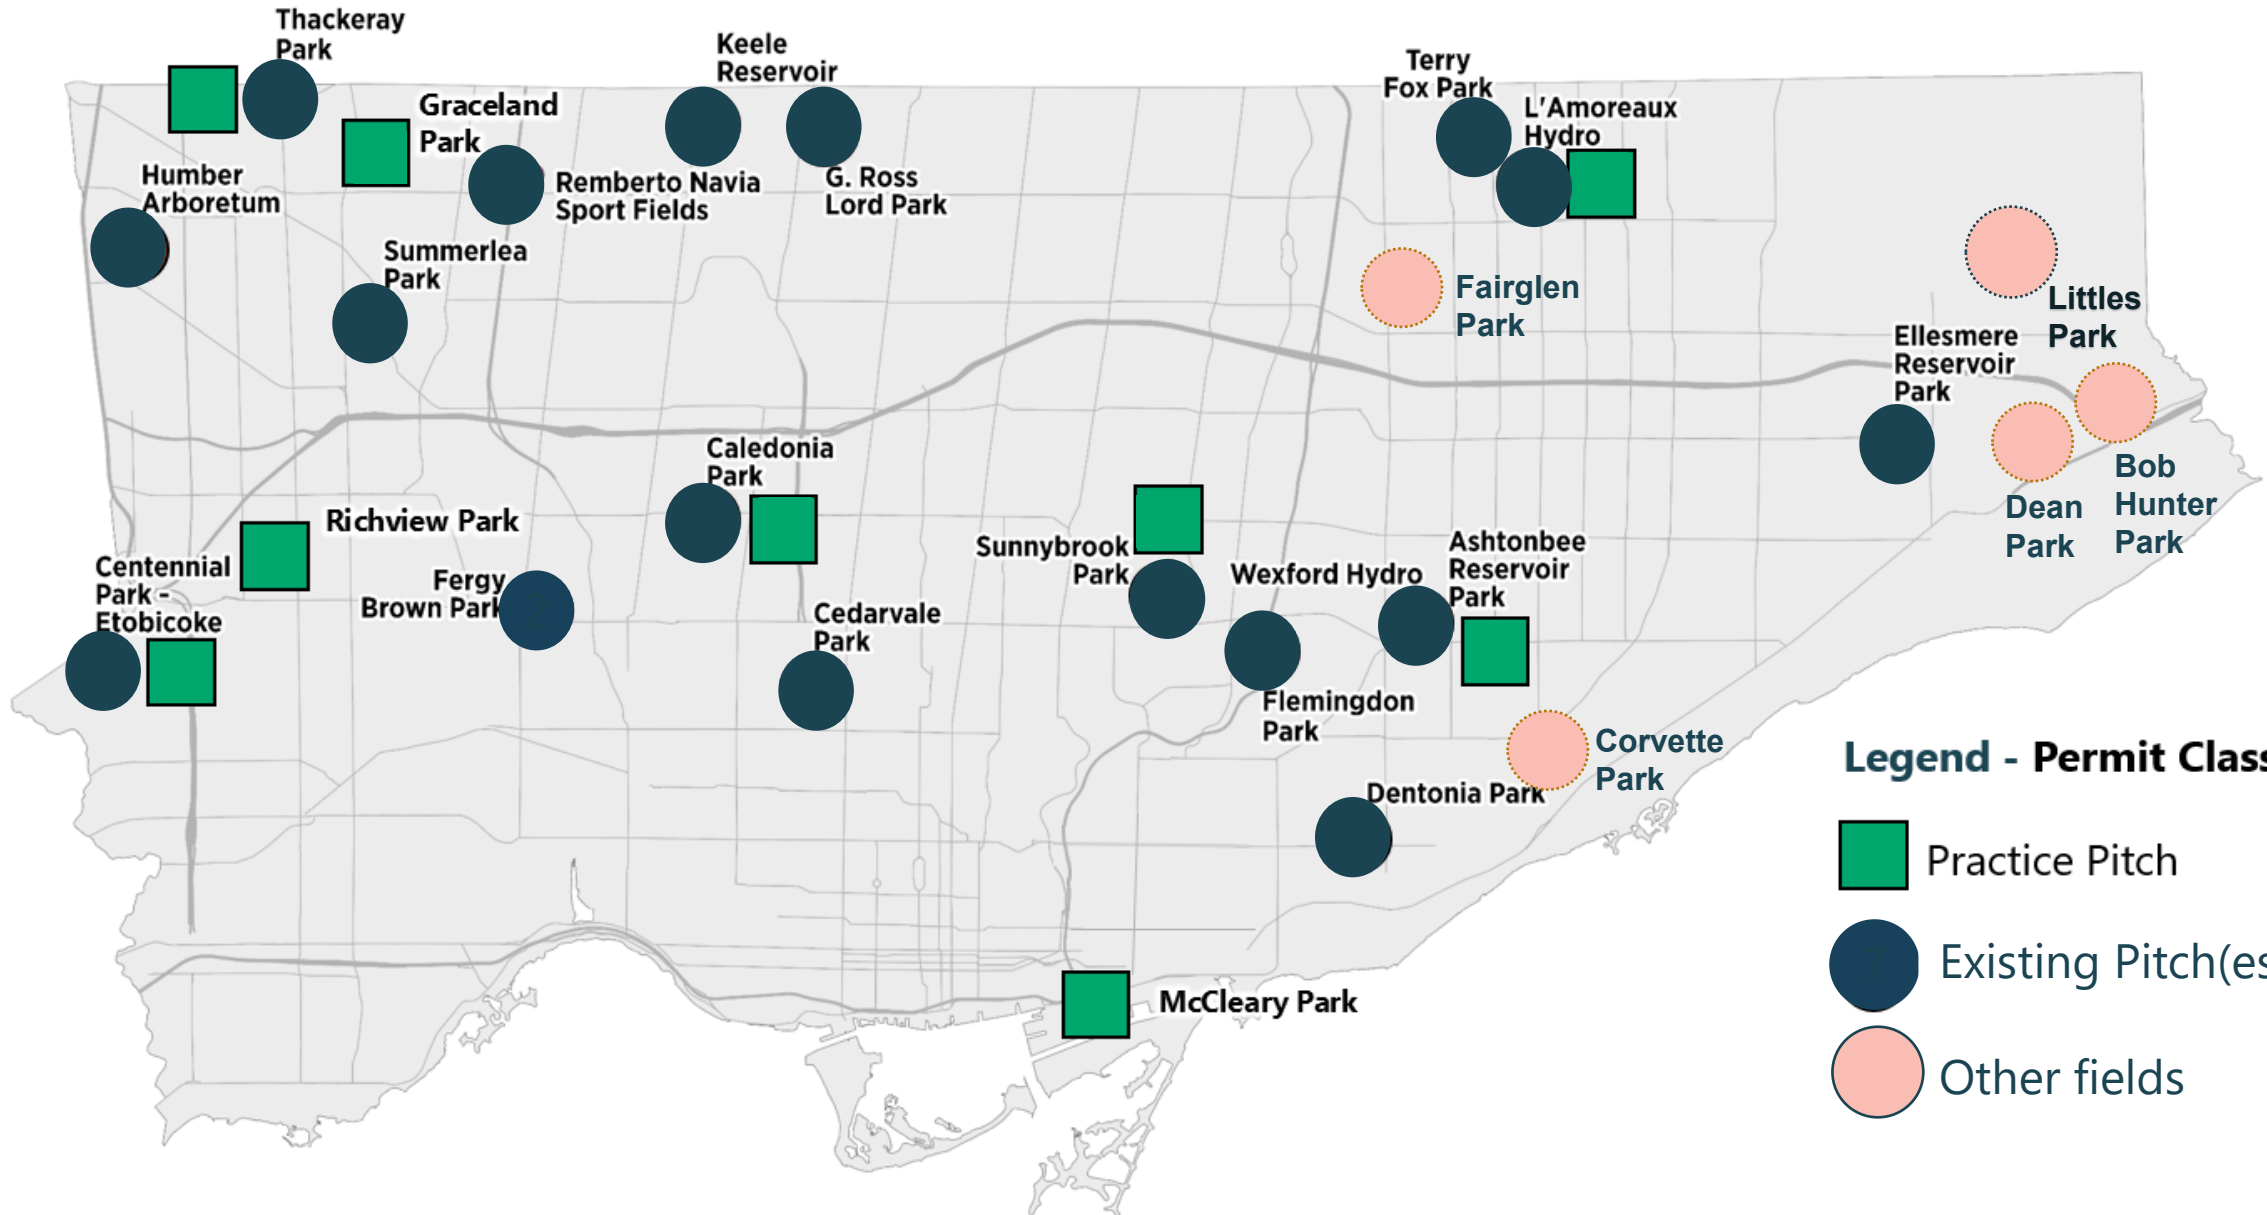 Thackeray
Park
Keele
Reservoir
Terry
Fox Park
Graceland
Park
L'Amoreaux
Hydro
Humber
Arboretum
Remberto Navia
Sport Fields
G. Ross
Lord Park
Summerlea
Park
Fairglen
Park
Littles
Park
Ellesmere
Reservoir
Park
Caledonia
Park
Bob
Hunter
Park
Dean
Park
Richview Park
Sunnybrook
Park
Ashtonbee
Reservoir
Park
Wexford Hydro
Centennial
Park -
Etobicoke
Fergy
Brown Park
Cedarvale
Park
Flemingdon
Park
Corvette
Park
Dentonia Park
McCleary Park
Legend - Permit Class
Practice Pitch
Existing Pitch(es
Other fields